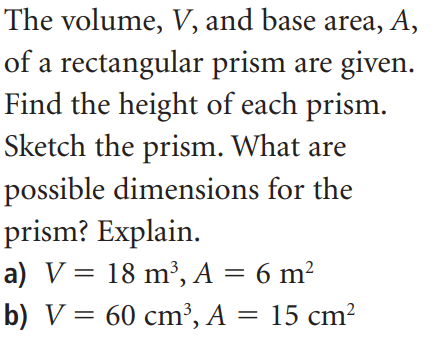 The volume, V, and base area, A,
of a rectangular prism are given.
Find the height of each prism.
Sketch the prism. What are
possible dimensions for the
prism? Explain.
a) V = 18 m³, A = 6 m²
b) V = 60 cm³, A = 15 cm²